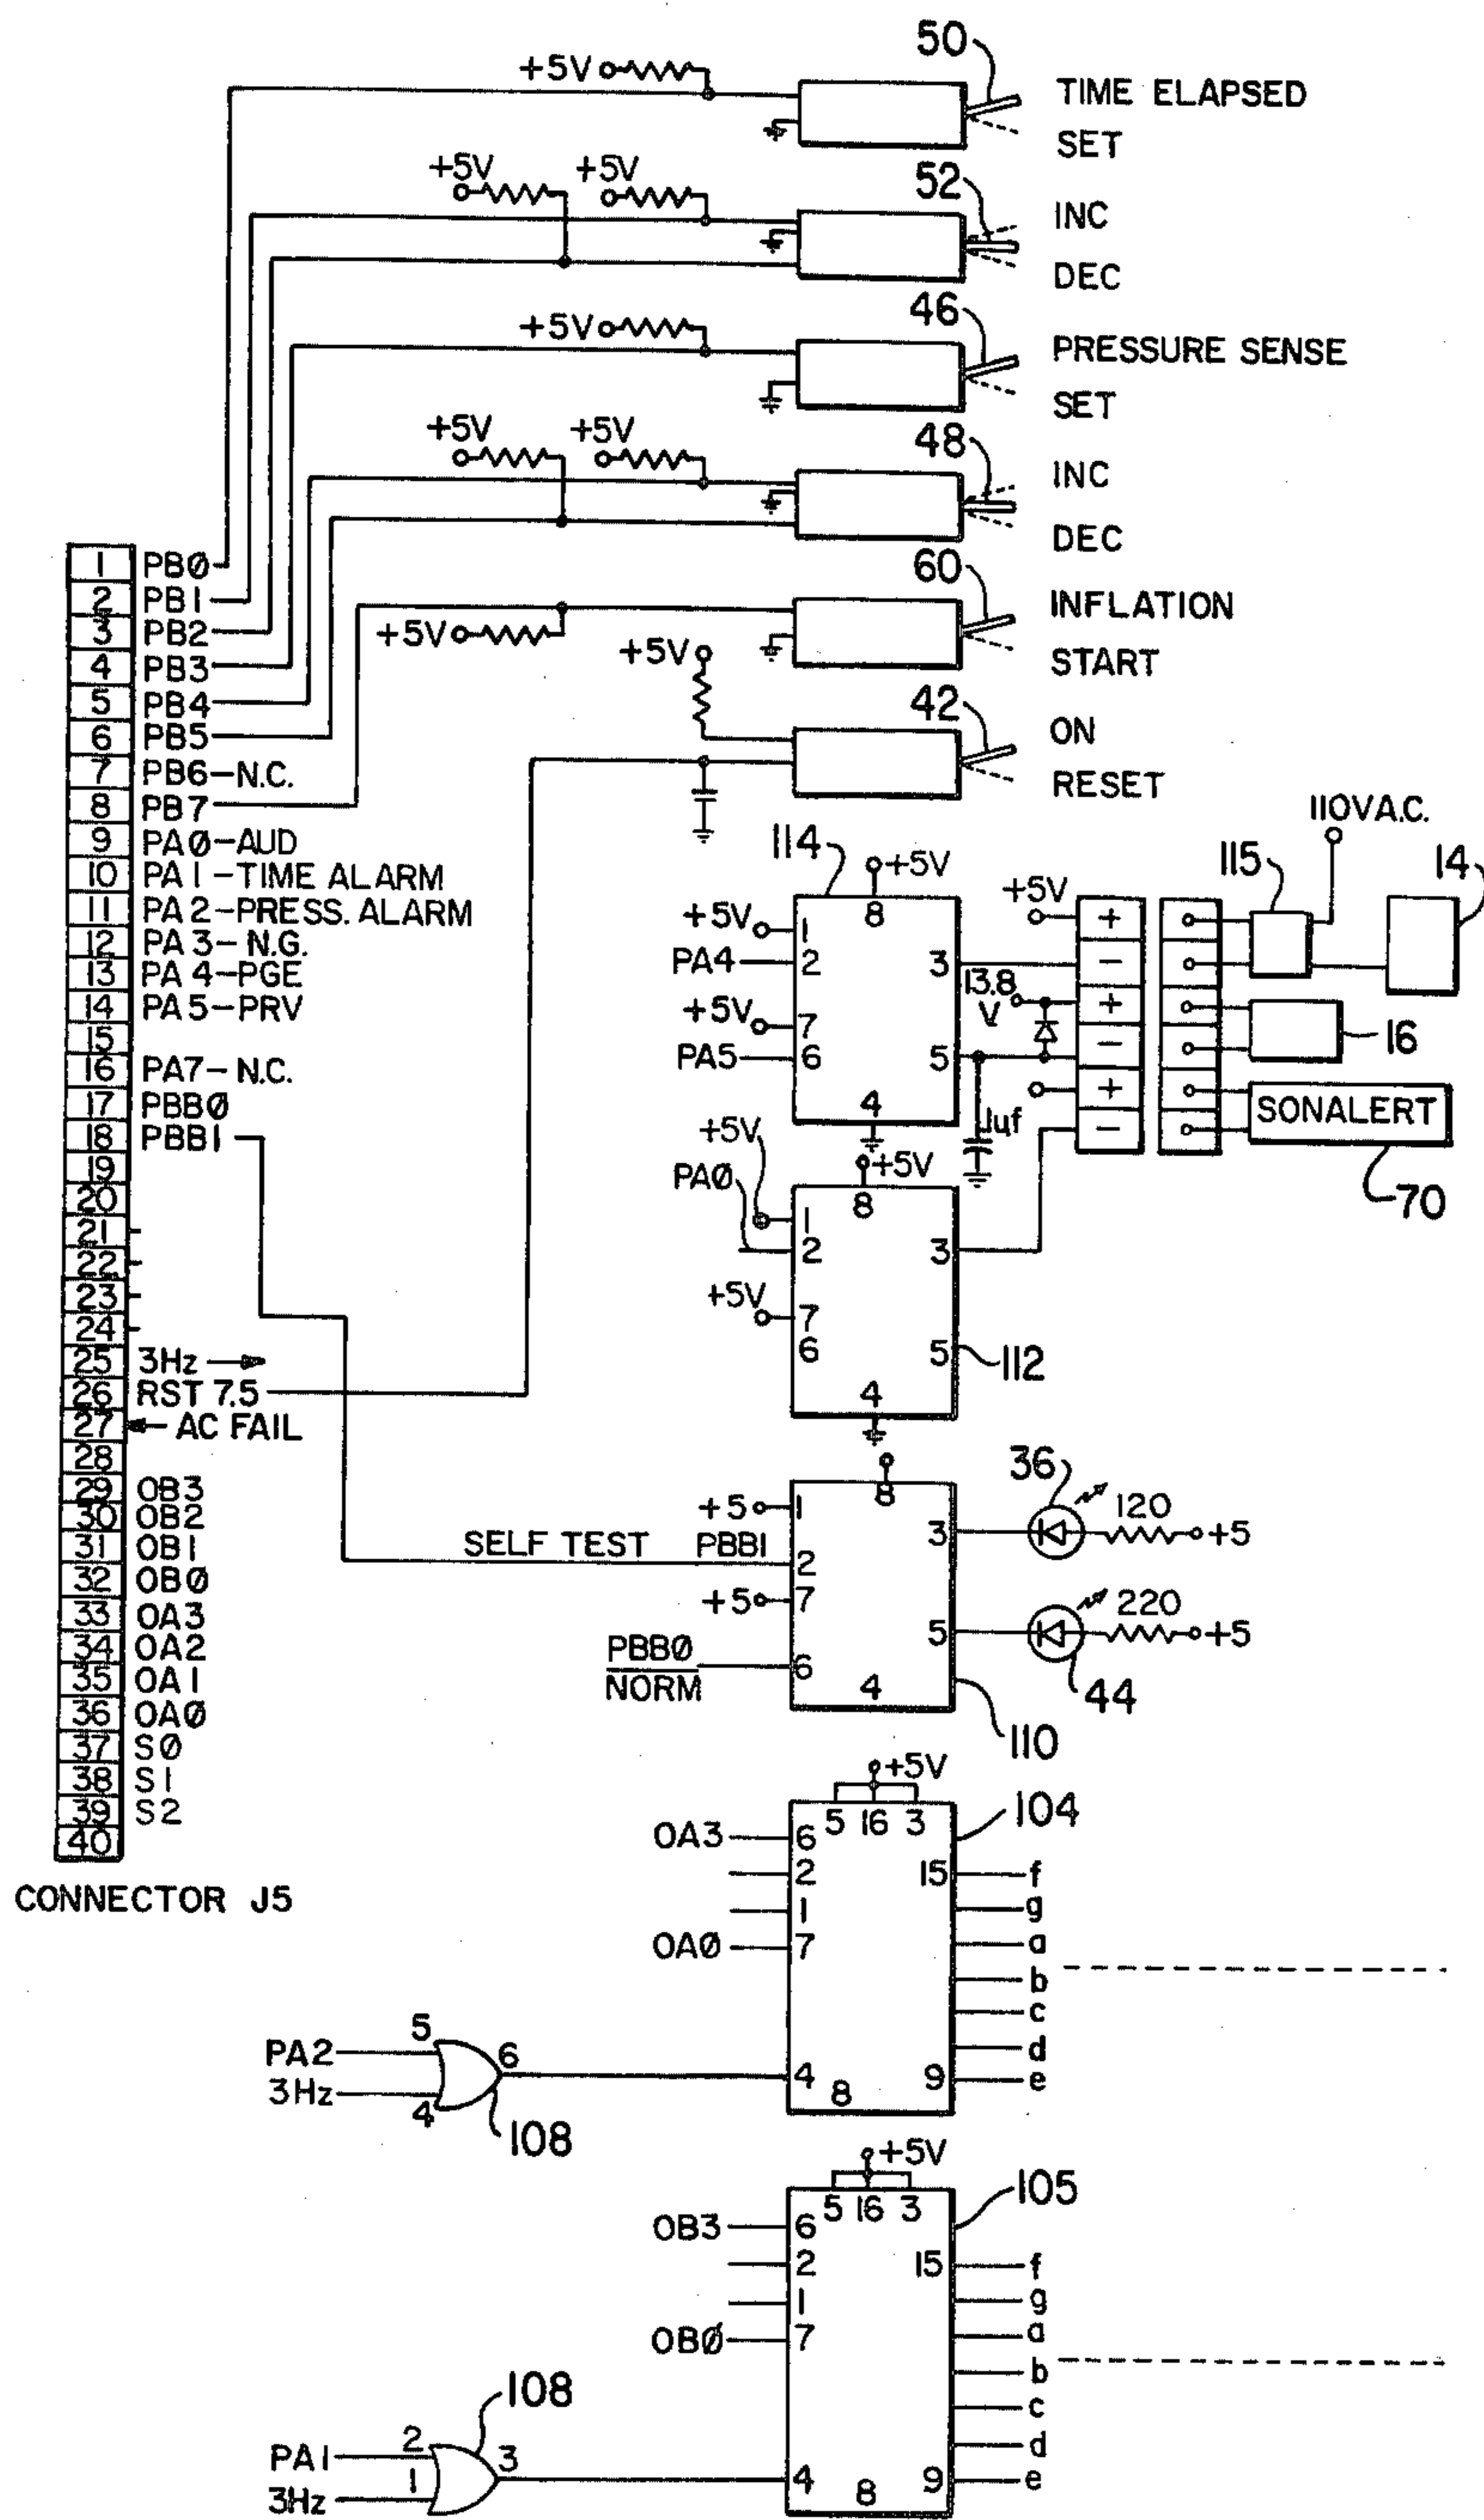 50
+5V
TIME ELAPSED
SET
+5V
+5V
52
INC
DEC
46
+5V
PRESSURE SENSE
SET
+5V
+5V
48
INC
DEC
60
+5V
INFLATION
START
+5V
42
ON
RESET
1 PBØ
2 PB1
3 PB2
4 PB3
5 PB4
6 PB5
7 PB6-N.C.
8 PB7
9 PAØ-AUD
10 PA1-TIME ALARM
11 PA2-PRESS. ALARM
12 PA3-N.G.
13 PA4-PGE
14 PA5-PRV
15
16 PA7-N.C.
17 PBBØ
18 PBB1
19
20
21
22
23
24
25 3Hz
26 RST 7.5
27 AC FAIL
28
29 OB3
30 OB2
31 OB1
32 OBØ
33 OA3
34 OA2
35 OA1
36 OAØ
37 SØ
38 S1
39 S2
40
CONNECTOR J5
114
+5V
8
+5V
1
PA4
2
3
+5V
7
PA5
6
5
4
1uf
+5V
+
-
13.8
V
+
-
+
-
115
110VA.C.
14
16
SONALERT
70
+5V
+5V
PAØ
8
1
2
3
+5V
7
6
5
112
4
8
+5
1
3
36
120
+5
SELF TEST PBB1
2
+5
7
5
220
+5
PBBØ
NORM
6
4
44
110
+5V
5 16 3
104
OA3
6
2
15
f
1
g
OAØ
7
a
b
c
d
PA2
5
6
3Hz
4
108
4
8
9
e
+5V
5 16 3
105
OB3
6
2
15
f
1
g
OBØ
7
a
b
c
d
108
PA1
2
3
3Hz
1
4
8
9
e